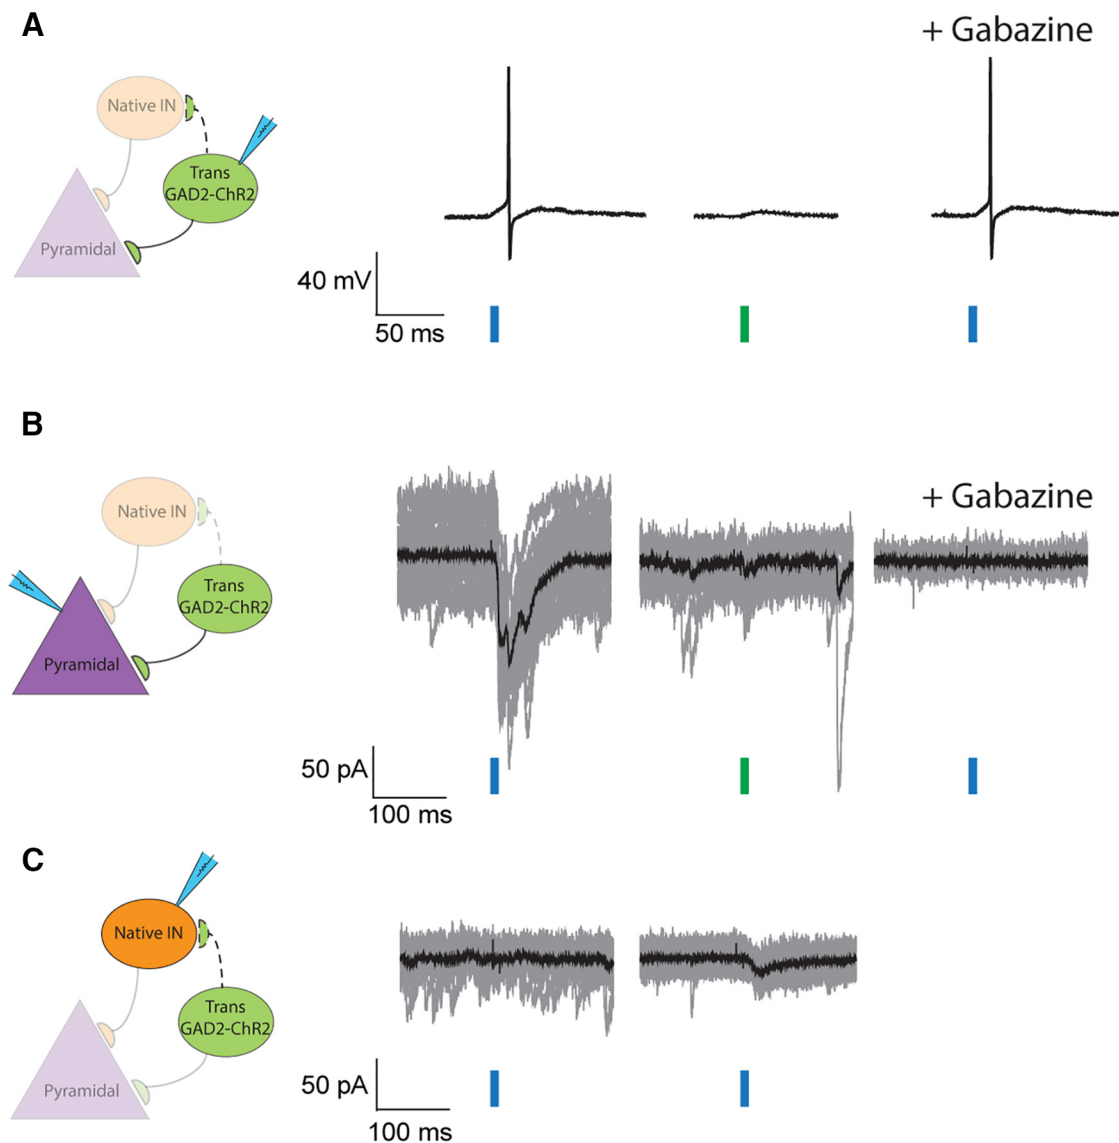 A
+ Gabazine
Native IN
Trans
GAD2-ChR2
Pyramidal
40 mV
50 ms
B
+ Gabazine
Native IN
Trans
GAD2-ChR2
Pyramidal
50 pA
100 ms
C
Native IN
Trans
GAD2-ChR2
Pyramidal
50 pA
100 ms